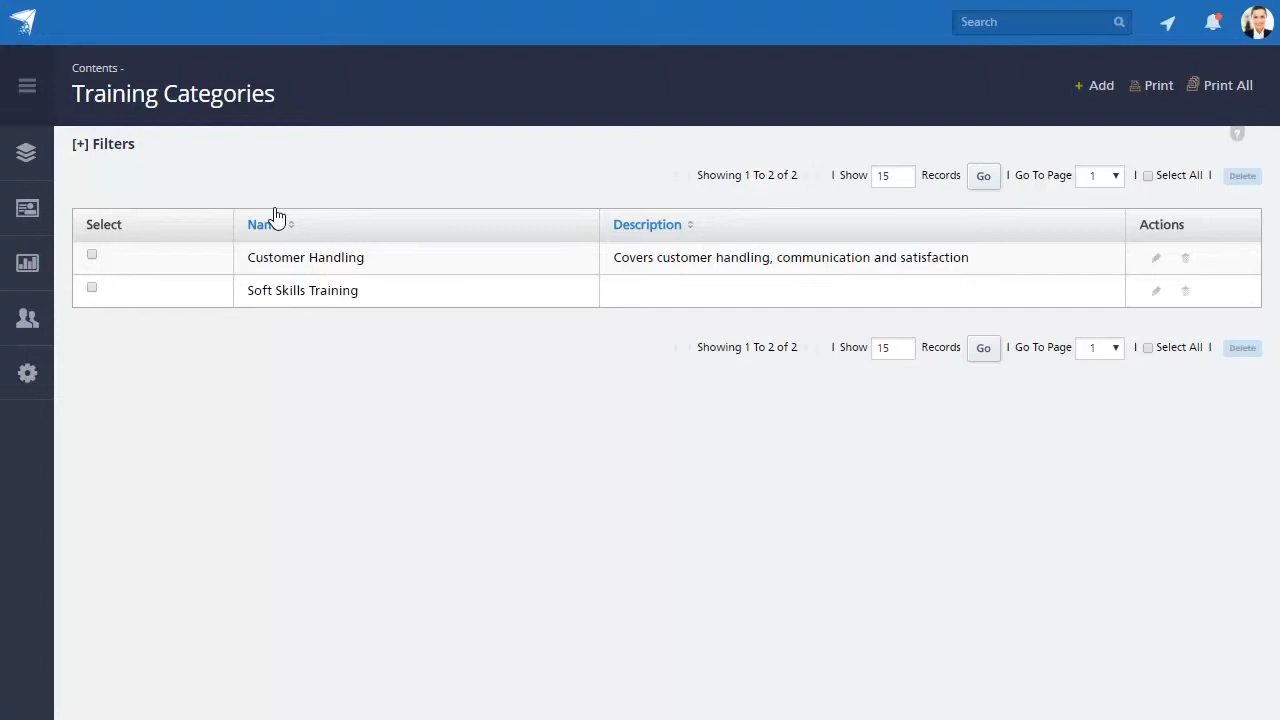 Search
Contents -
Training Categories
+ Add Print Print All
[+] Filters
?
Showing 1 To 2 of 2 | Show 15 Records Go | Go To Page 1 | Select All | Delete
Select Description Actions
Customer Handling Covers customer handling, communication and satisfaction
Soft Skills Training
Showing 1 To 2 of 2 | Show 15 Records Go | Go To Page 1 | Select All | Delete